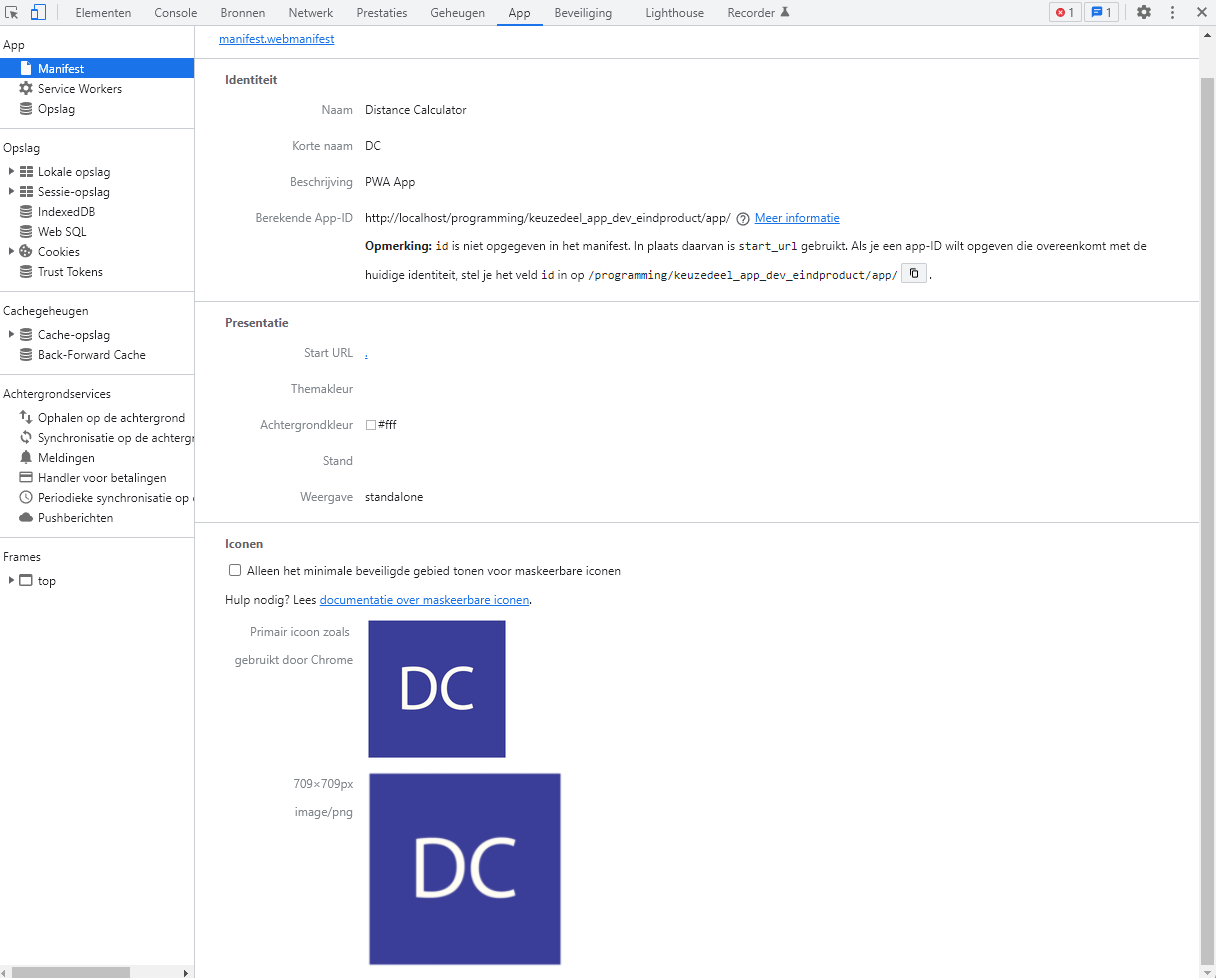 Elementen Console Bronnen Netwerk Prestaties Geheugen App Beveiliging Lighthouse Recorder 1 1
App
Manifest
Service Workers
Opslag
Opslag
Lokale opslag
Sessie-opslag
IndexedDB
Web SQL
Cookies
Trust Tokens
Cachegeheugen
Cache-opslag
Back-Forward Cache
Achtergrondservices
Ophalen op de achtergrond
Synchronisatie op de achtergr
Meldingen
Handler voor betalingen
Periodieke synchronisatie op
Pushberichten
Frames
top
manifest.webmanifest
Identiteit
Naam Distance Calculator
Korte naam DC
Beschrijving PWA App
Berekende App-ID http://localhost/programming/keuzedeel_app_dev_eindproduct/app/ Meer informatie
Opmerking: id is niet opgegeven in het manifest. In plaats daarvan is start_url gebruikt. Als je een app-ID wilt opgeven die overeenkomt met de
huidige identiteit, stel je het veld id in op /programming/keuzedeel_app_dev_eindproduct/app/ .
Presentatie
Start URL .
Themakleur
Achtergrondkleur #fff
Stand
Weergave standalone
Iconen
Alleen het minimale beveiligde gebied tonen voor maskeerbare iconen
Hulp nodig? Lees documentatie over maskeerbare iconen.
Primair icoon zoals
gebruikt door Chrome
DC
709×709px
image/png
DC